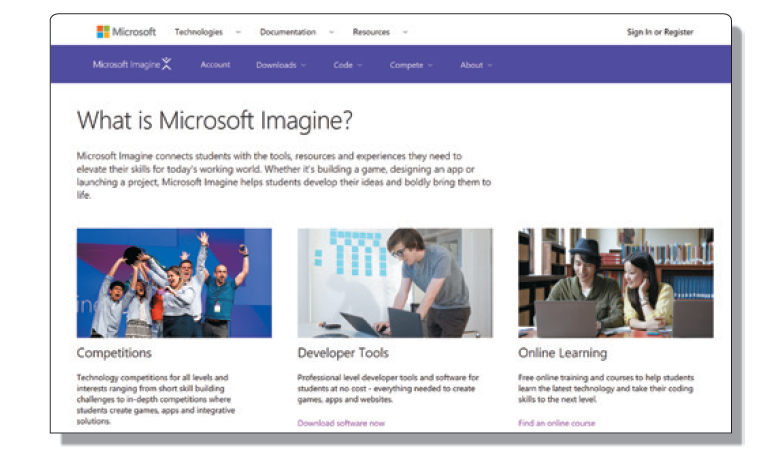 Microsoft Technologies Documentation Resources Sign In or Register
Microsoft Imagine Account Downloads Code Compete About
What is Microsoft Imagine?
Microsoft Imagine connects students with the tools, resources and experiences they need to
elevate their skills for today's working world. Whether it's building a game, designing an app or
launching a project, Microsoft Imagine helps students develop their ideas and boldly bring them to
life.
Competitions
Technology competitions for all levels and
interests ranging from short skill building
challenges to in-depth competitions where
students create games, apps and integrative
solutions.
Developer Tools
Professional level developer tools and software for
students at no cost - everything needed to create
games, apps and websites.
Download software now
Online Learning
Free online training and courses to help students
learn the latest technology and take their coding
skills to the next level.
Find an online course